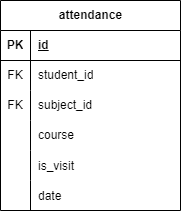 attendance
PK id
FK student_id
FK subject_id
course
is_visit
date